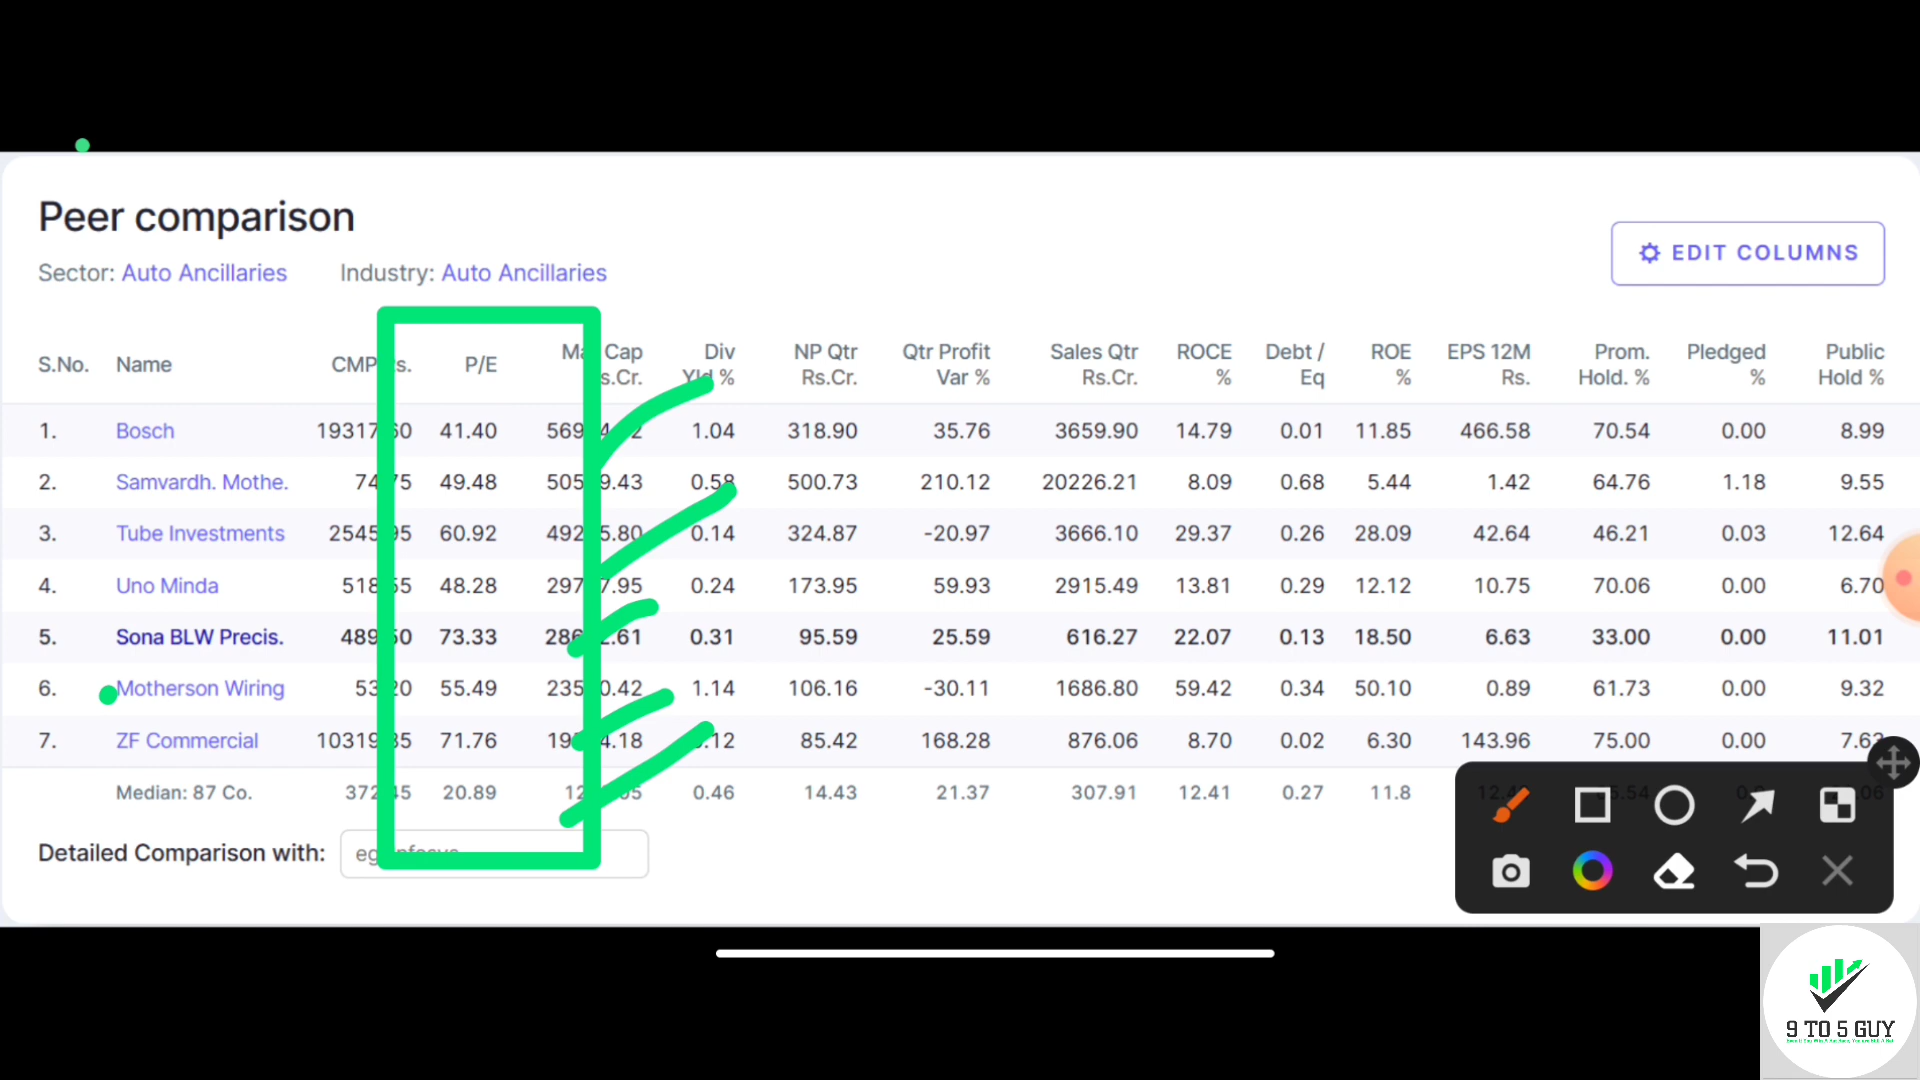 Peer comparison
Sector: Auto Ancillaries Industry: Auto Ancillaries
EDIT COLUMNS
S.No. Name P/E Cap Div Yld % NP Qtr Rs.Cr. Qtr Profit Var % Sales Qtr Rs.Cr. ROCE % Debt / Eq ROE % EPS 12M Rs. Prom. Hold. % Pledged % Public Hold %
1. Bosch 41.40 1.04 318.90 35.76 3659.90 14.79 0.01 11.85 466.58 70.54 0.00 8.99
2. Samvardh. Mothe. 49.48 0.58 500.73 210.12 20226.21 8.09 0.68 5.44 1.42 64.76 1.18 9.55
3. Tube Investments 60.92 0.14 324.87 -20.97 3666.10 29.37 0.26 28.09 42.64 46.21 0.03 12.64
4. Uno Minda 48.28 0.24 173.95 59.93 2915.49 13.81 0.29 12.12 10.75 70.06 0.00 6.70
5. Sona BLW Precis. 73.33 0.31 95.59 25.59 616.27 22.07 0.13 18.50 6.63 33.00 0.00 11.01
6. Motherson Wiring 55.49 1.14 106.16 -30.11 1686.80 59.42 0.34 50.10 0.89 61.73 0.00 9.32
7. ZF Commercial 71.76 85.42 168.28 876.06 8.70 0.02 6.30 143.96 75.00 0.00 7.63
Median: 87 Co. 20.89 0.46 14.43 21.37 307.91 12.41 0.27 11.8
Detailed Comparison with:
9 TO 5 GUY